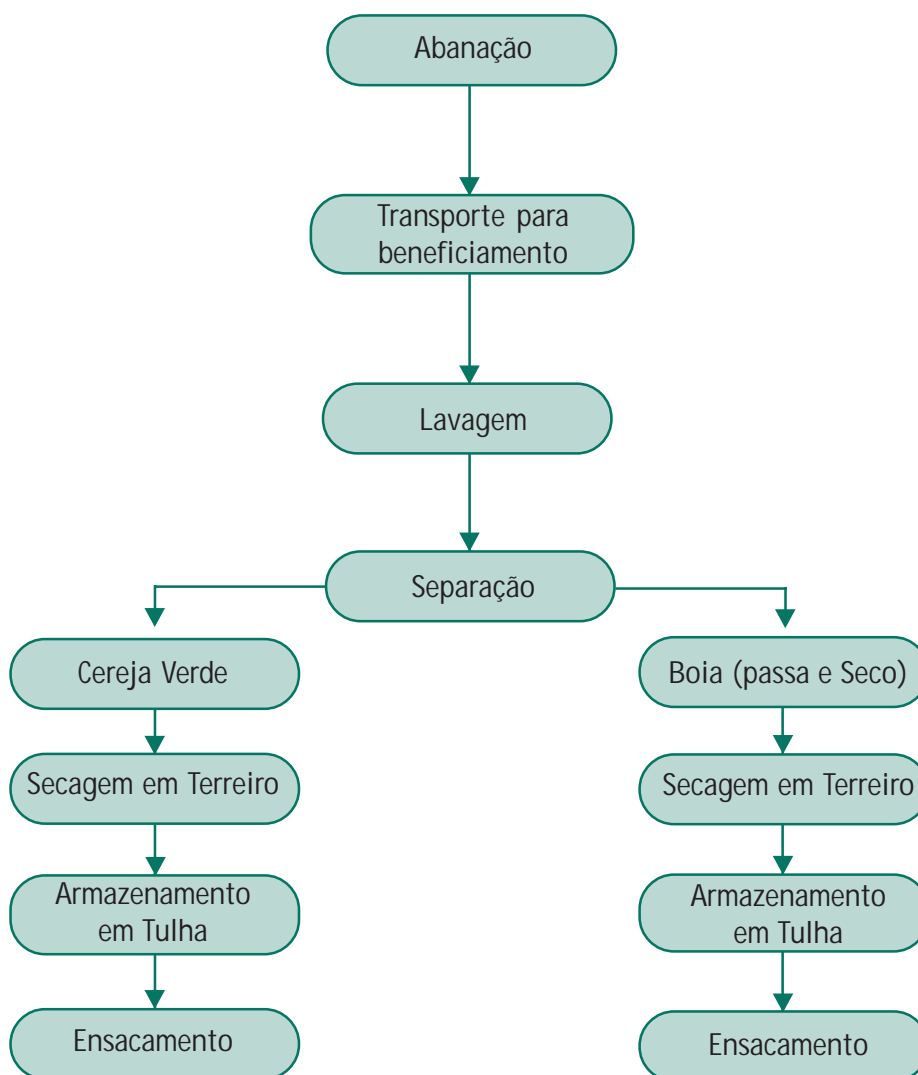 Abanação
Transporte para
beneficiamento
Lavagem
Separação
Cereja Verde
Secagem em Terreiro
Armazenamento
em Tulha
Ensacamento
Boia (passa e Seco)
Secagem em Terreiro
Armazenamento
em Tulha
Ensacamento